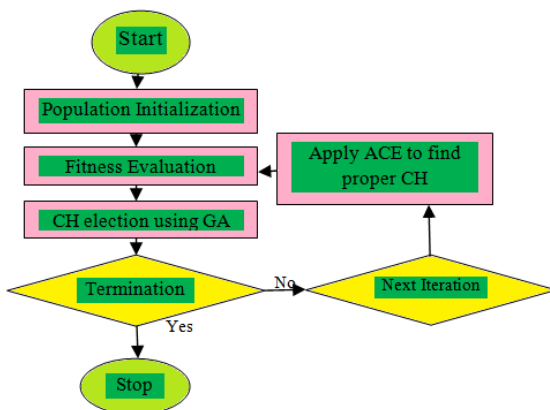 Start
Population Initialization
Fitness Evaluation
Apply ACE to find
proper CH
CH election using GA
Termination
No
Next Iteration
Yes
Stop